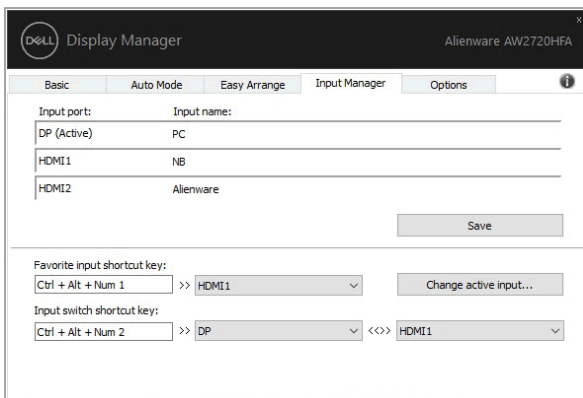 DELL Display Manager Alienware AW2720HFA
x
Basic Auto Mode Easy Arrange Input Manager Options i
Input port: Input name:
DP (Active) PC
HDMI1 NB
HDMI2 Alienware
Save
Favorite input shortcut key:
Ctrl + Alt + Num 1 >> HDMI1 Change active input...
Input switch shortcut key:
Ctrl + Alt + Num 2 >> DP <<>> HDMI1